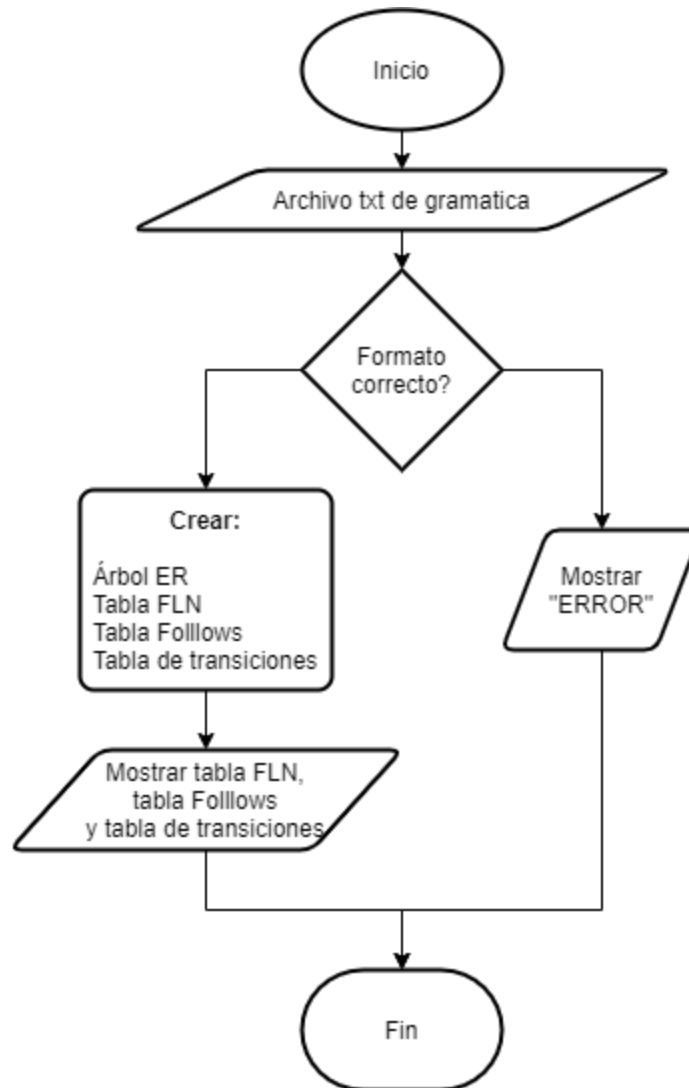 Inicio
Archivo txt de gramatica
Formato
correcto?
Crear:
Árbol ER
Tabla FLN
Tabla Folllows
Tabla de transiciones
Mostrar
"ERROR"
Mostrar tabla FLN,
tabla Folllows
y tabla de transiciones
Fin